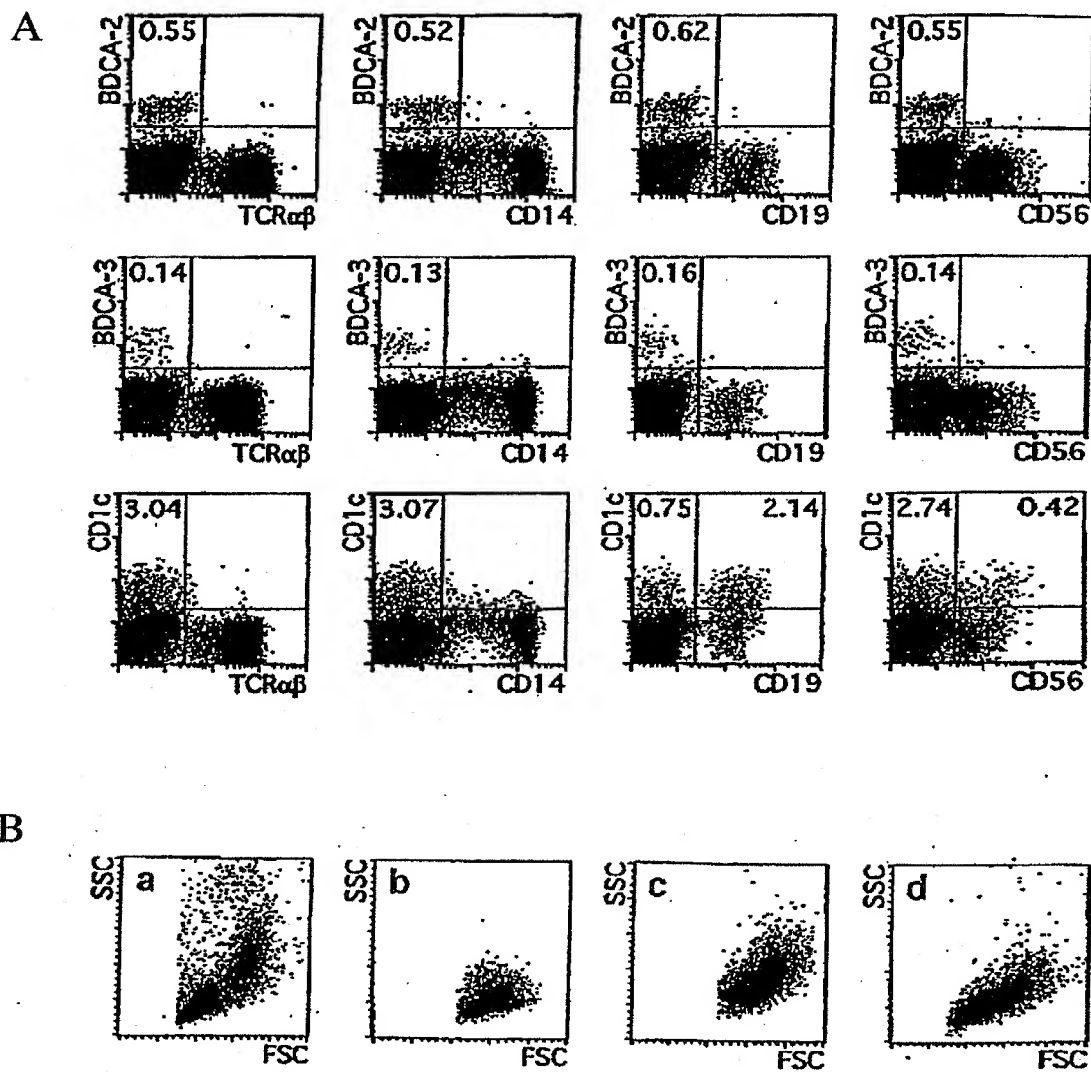 A
BDCA-2 0.55 TCRαβ
BDCA-2 0.52 CD14
BDCA-2 0.62 CD19
BDCA-2 0.55 CD56
BDCA-3 0.14 TCRαβ
BDCA-3 0.13 CD14
BDCA-3 0.16 CD19
BDCA-3 0.14 CD56
CD1c 3.04 TCRαβ
CD1c 3.07 CD14
CD1c 0.75 2.14 CD19
CD1c 2.74 0.42 CD56
B
SSC a FSC
SSC b FSC
SSC c FSC
SSC d FSC